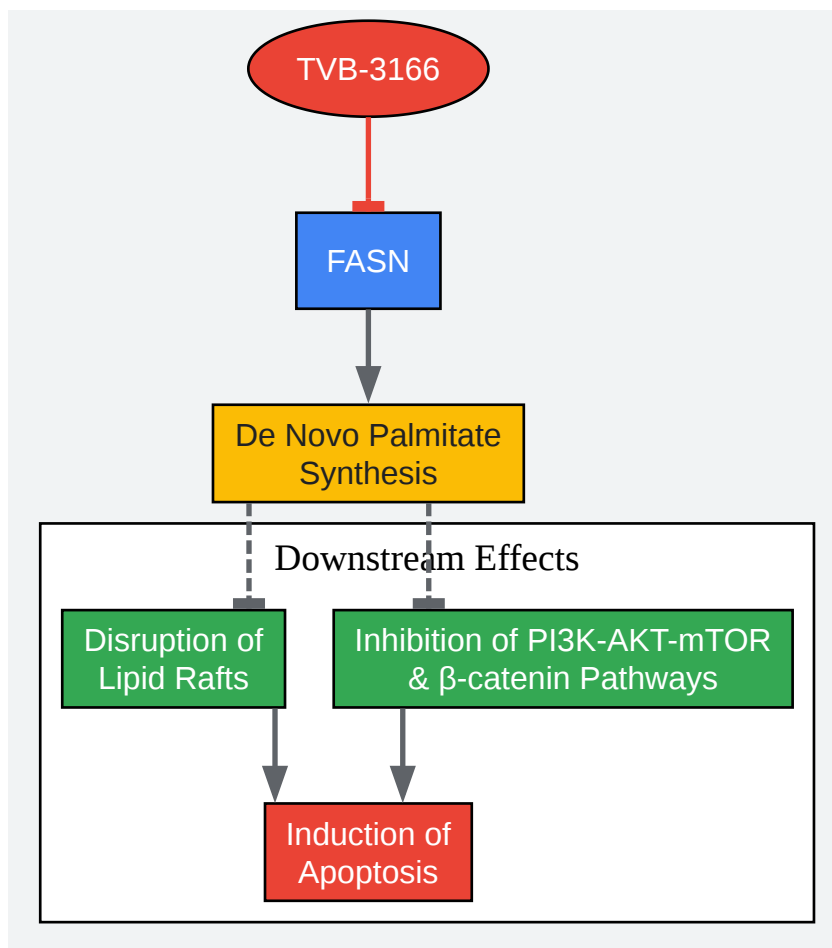 TVB-3166
FASN
De Novo Palmitate
Synthesis
Downstream Effects
Disruption of
Lipid Rafts
Inhibition of PI3K-AKT-mTOR
& β-catenin Pathways
Induction of
Apoptosis